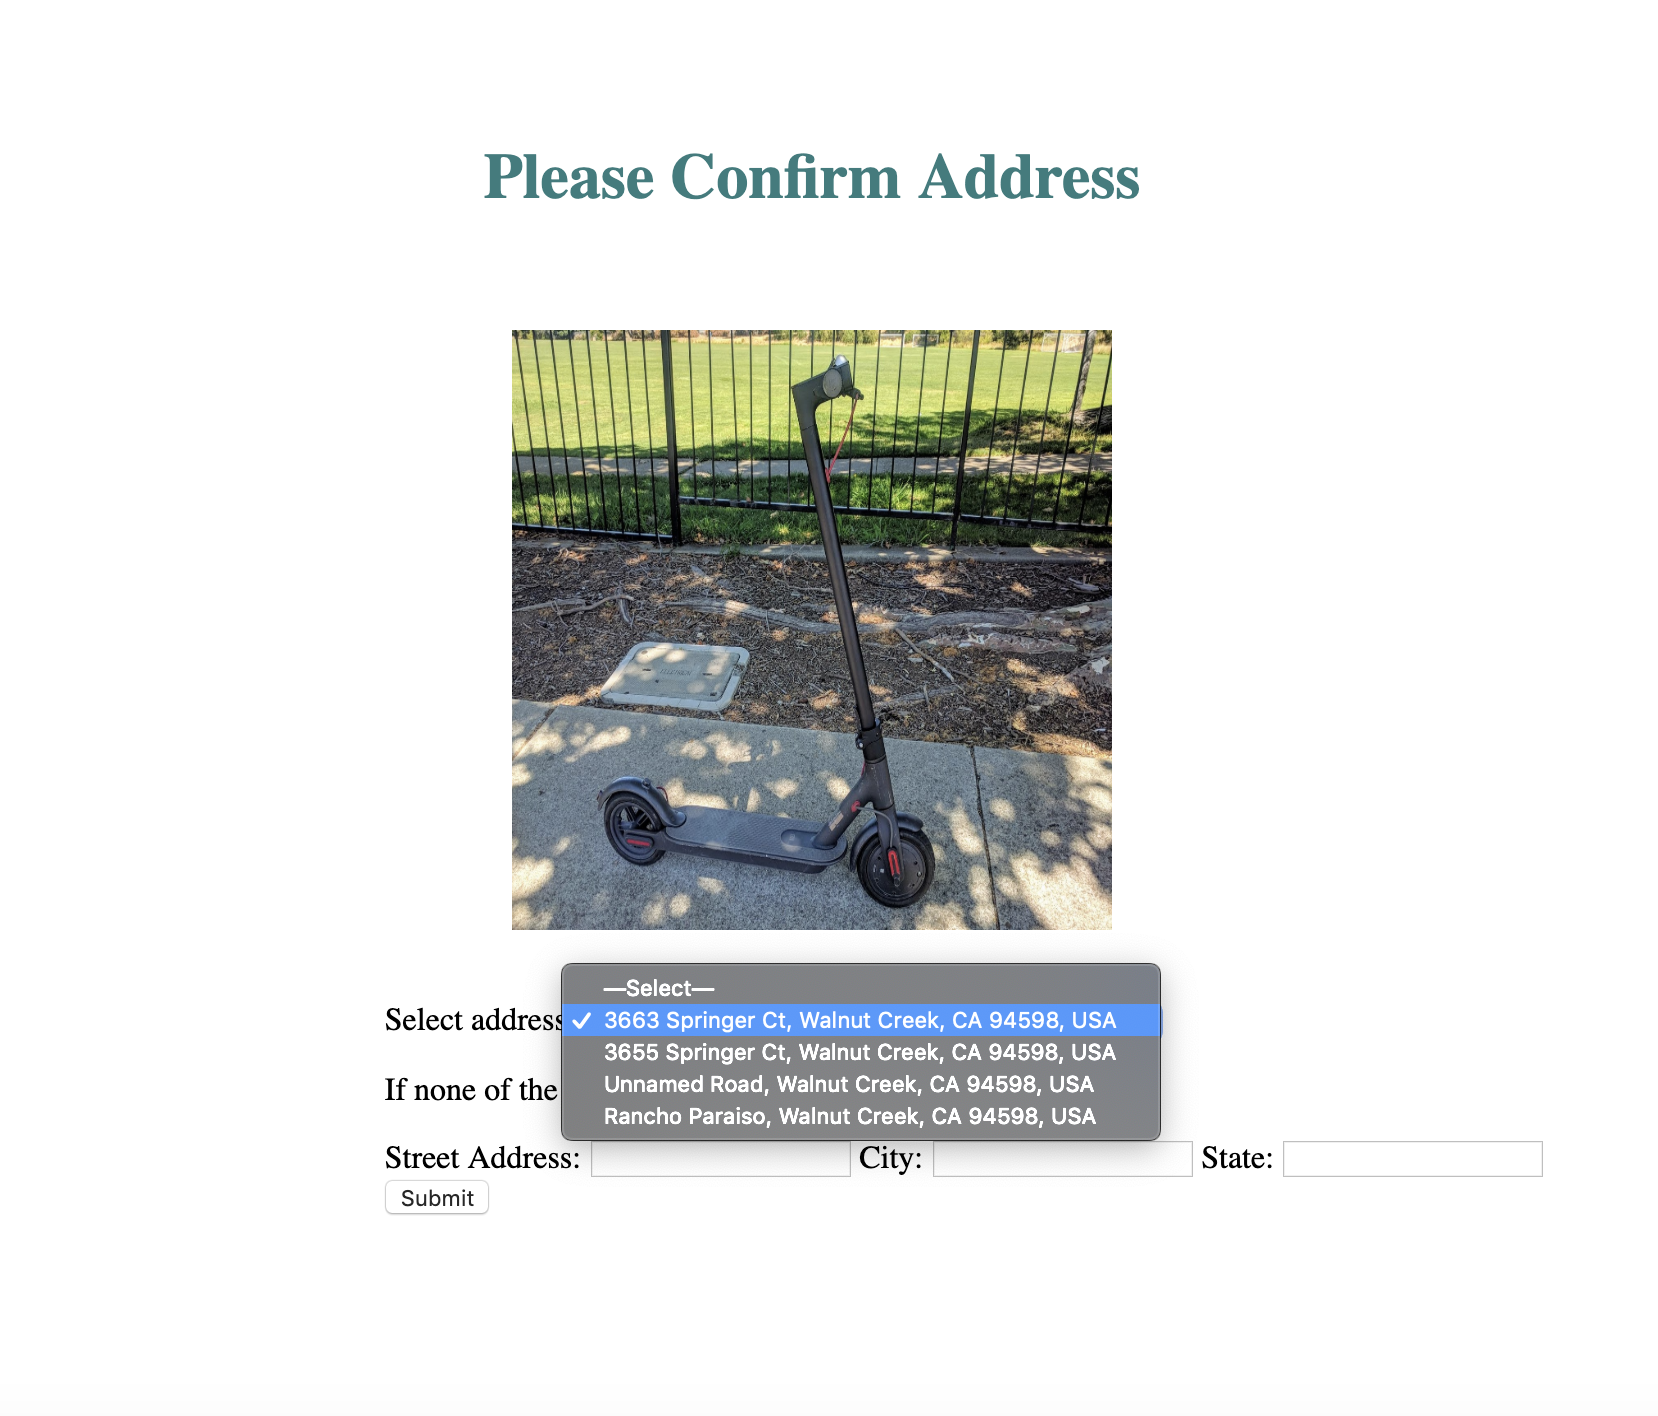 Please Confirm Address
—Select—
Select address
✓ 3663 Springer Ct, Walnut Creek, CA 94598, USA
3655 Springer Ct, Walnut Creek, CA 94598, USA
If none of the
Unnamed Road, Walnut Creek, CA 94598, USA
Rancho Paraiso, Walnut Creek, CA 94598, USA
Street Address: City: State:
Submit